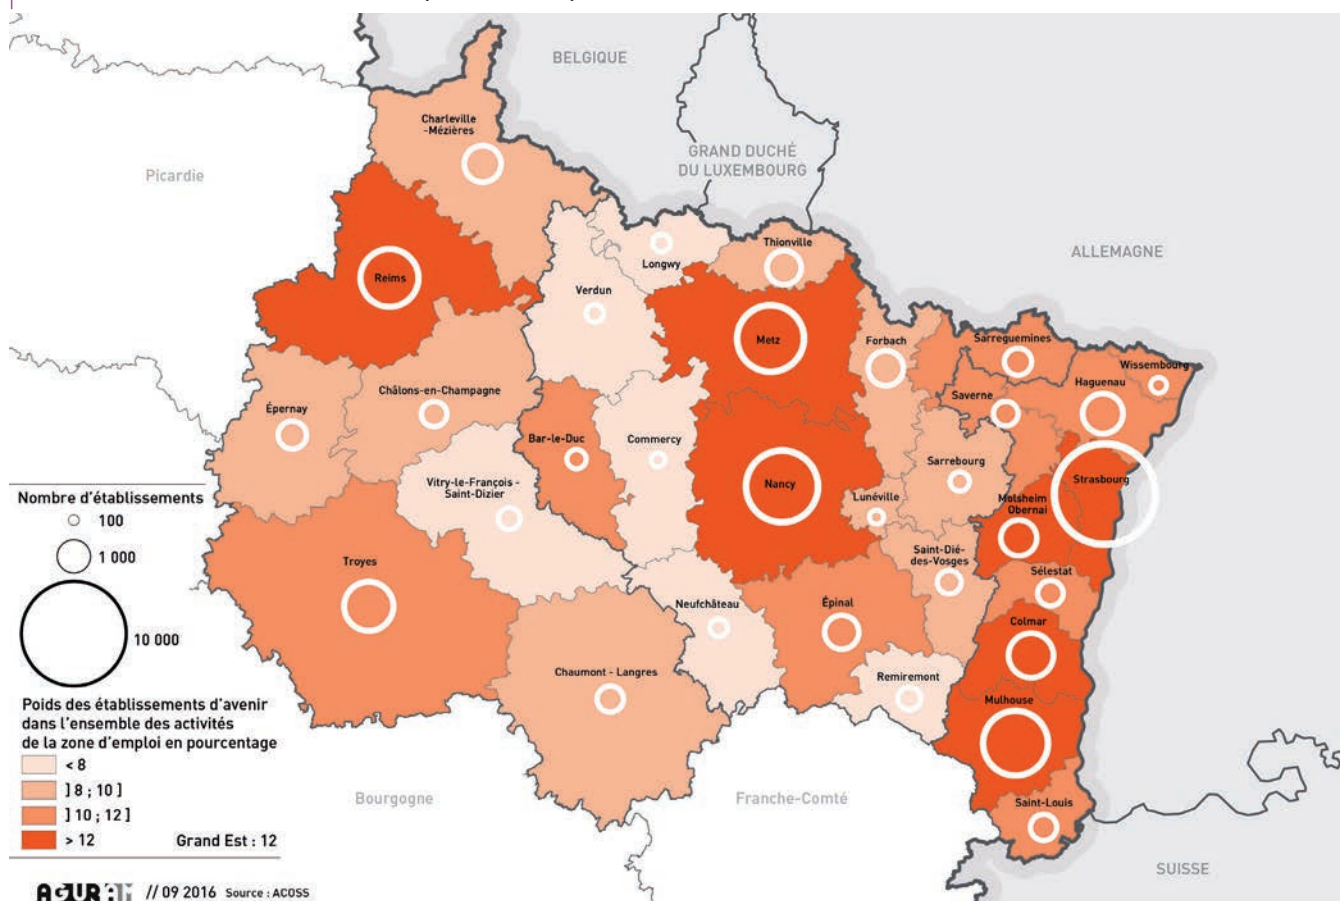 BELGIQUE
GRAND DUCHÉ
DU LUXEMBOURG
ALLEMAGNE
Picardie
Charleville
-Mézières
Reims
Thionville
Longwy
Verdun
Metz
Forbach
Sarreguemines
Wissembourg
Haguenau
Saverne
Châlons-en-Champagne
Épernay
Bar-le-Duc
Commercy
Sarrebourg
Strasbourg
Vitry-le-François -
Saint-Dizier
Nancy
Lunéville
Molsheim
Obernai
Saint-Dié-
des-Vosges
Sélestat
Troyes
Neufchâteau
Épinal
Colmar
Chaumont - Langres
Remiremont
Mulhouse
Saint-Louis
Bourgogne
Franche-Comté
SUISSE
Nombre d'établissements
100
1 000
10 000
Poids des établissements d'avenir
dans l'ensemble des activités
de la zone d'emploi en pourcentage
< 8
] 8 ; 10 ]
] 10 ; 12 ]
> 12 Grand Est : 12
AGURAM // 09 2016 Source : ACOSS